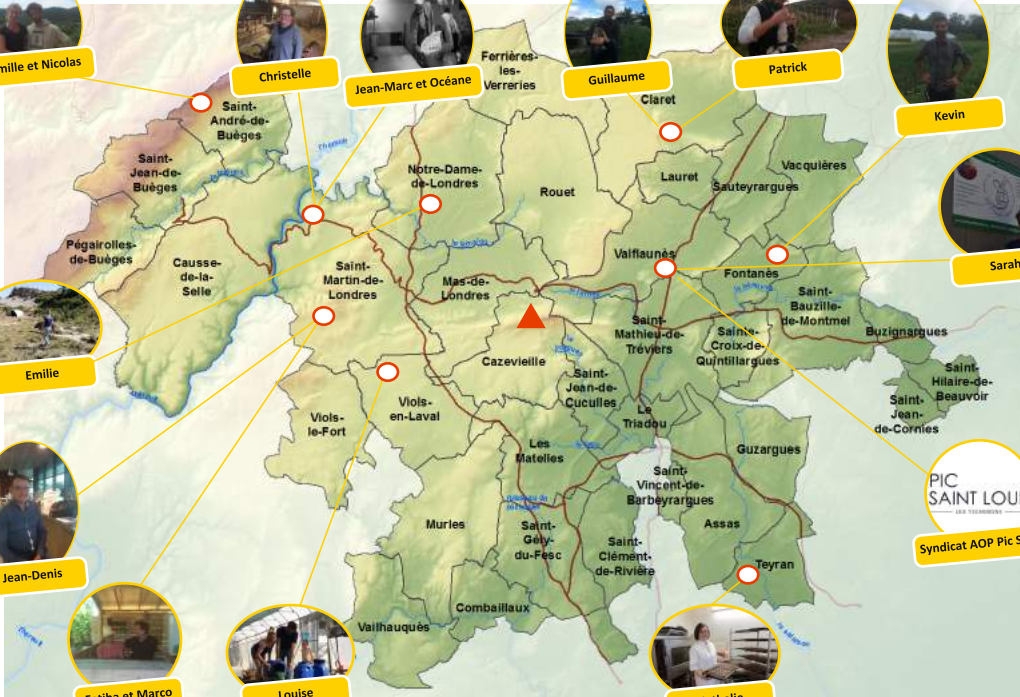 mille et Nicolas
Christelle
Jean-Marc et Océane
Guillaume
Patrick
Kevin
Ferrières-
les-
Verreries
Claret
Saint-
André-de-
Buèges
Saint-
Jean-de-
Buèges
l'hérault
Notre-Dame-
de-Londres
Rouet
Lauret
Sauteyrargues
Vacquières
Pégairolles-
de-Buèges
Causse-
de-la-
Selle
Saint-
Martin-de-
Londres
Mas-de-
Londres
Valflaunès
Fontanès
Sarah
Saint-
Bauzille-
de-Montmel
Saint-
Mathieu-de-
Tréviers
Sainte-
Croix-de-
Quintillargues
Buzignargues
Cazevieille
Saint-
Jean-de-
Cuculles
Saint-
Hilaire-de-
Beauvoir
Saint-
Jean-
de-Cornies
Emilie
Viols-
le-Fort
Viols-
en-Laval
Le
Triadou
Les
Matelles
Guzargues
Saint-
Vincent-de-
Barbeyrargues
PIC
SAINT LOU
Syndicat AOP Pic S
Murles
Assas
Saint-
Gély-
du-Fesc
Saint-
Clément-
de-Rivière
Teyran
Jean-Denis
Combaillaux
Vailhauquès
Fatiha et Marco
Louise